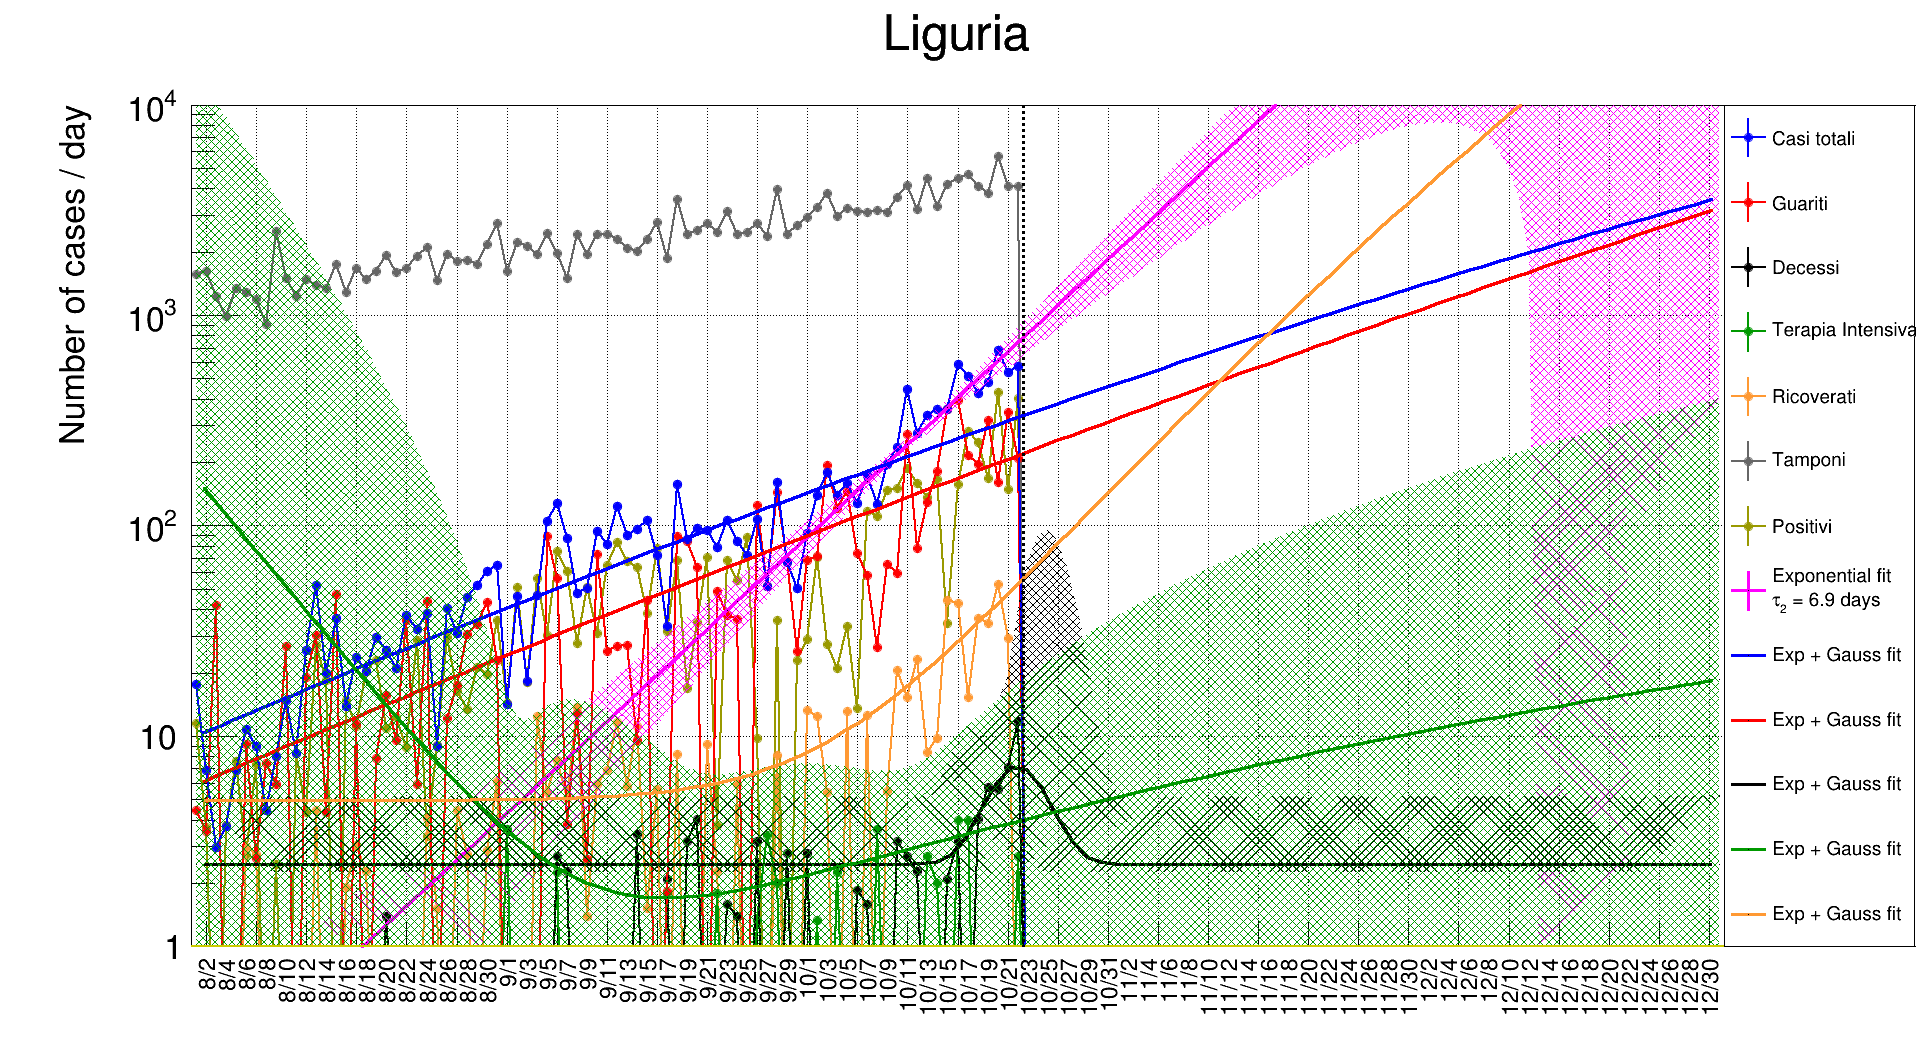 Liguria
Number of cases / day
10^4
10^3
10^2
10
1
8/2 8/4 8/6 8/8 8/10 8/12 8/14 8/16 8/18 8/20 8/22 8/24 8/26 8/28 8/30 9/1 9/3 9/5 9/7 9/9 9/11 9/13 9/15 9/17 9/19 9/21 9/23 9/25 9/27 9/29 10/1 10/3 10/5 10/7 10/9 10/11 10/13 10/15 10/17 10/19 10/21 10/23 10/25 10/27 10/29 10/31 11/2 11/4 11/6 11/8 11/10 11/12 11/14 11/16 11/18 11/20 11/22 11/24 11/26 11/28 11/30 12/2 12/4 12/6 12/8 12/10 12/12 12/14 12/16 12/18 12/20 12/22 12/24 12/26 12/28 12/30
Casi totali
Guariti
Decessi
Terapia Intensiva
Ricoverati
Tamponi
Positivi
Exponential fit
τ2 = 6.9 days
Exp + Gauss fit
Exp + Gauss fit
Exp + Gauss fit
Exp + Gauss fit
Exp + Gauss fit